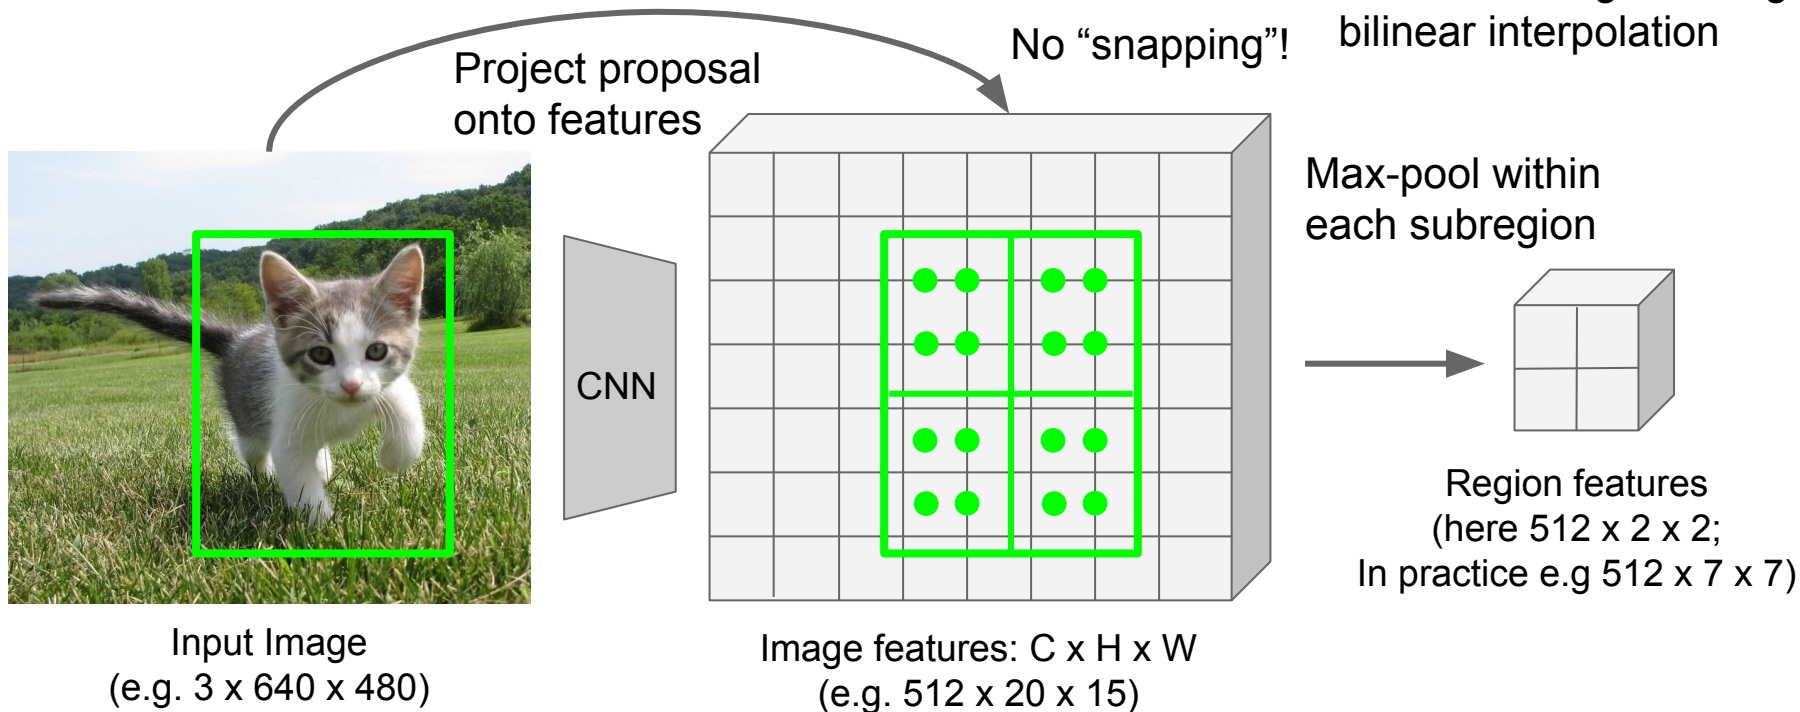 No “snapping”!
bilinear interpolation
Project proposal
onto features
Max-pool within
each subregion
CNN
Region features
(here 512 x 2 x 2;
In practice e.g 512 x 7 x 7)
Input Image
(e.g. 3 x 640 x 480)
Image features: C x H x W
(e.g. 512 x 20 x 15)